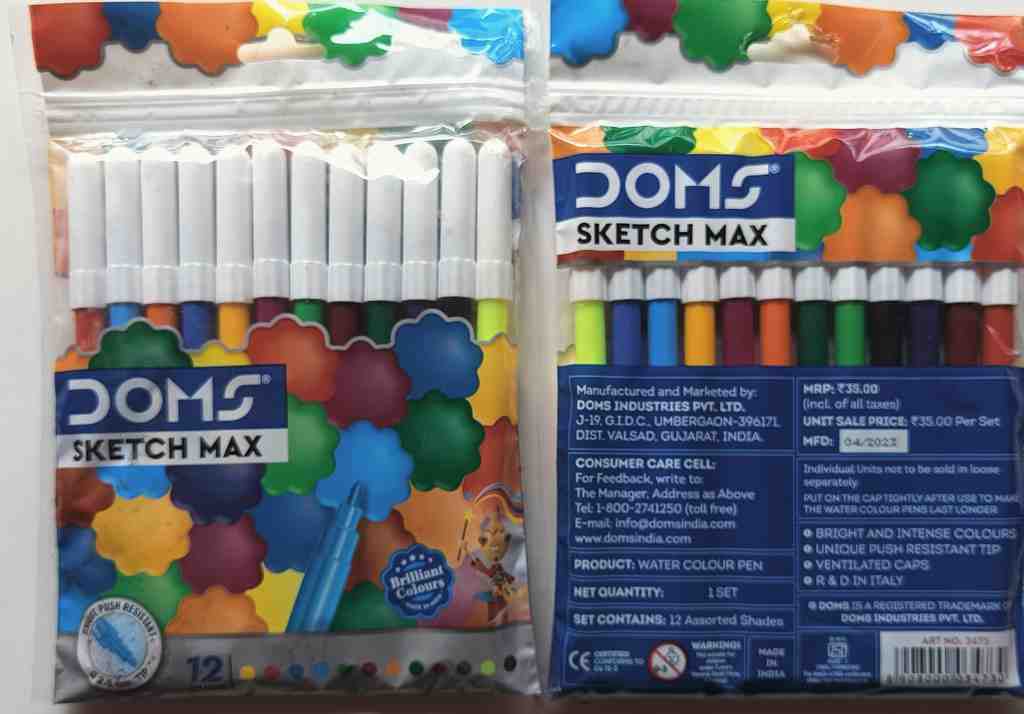 DOMS®
SKETCH MAX
Brilliant
Colours
12
DOMS®
SKETCH MAX
Manufactured and Marketed by:
DOMS INDUSTRIES PVT. LTD.
J-19, G.I.D.C., UMBERGAON-396171,
DIST. VALSAD, GUJARAT, INDIA.
CONSUMER CARE CELL:
For Feedback, write to:
The Manager, Address as Above
Tel: 1-800-2741250 (toll free)
E-mail: info@domsindia.com
www.domsindia.com
PRODUCT: WATER COLOUR PEN
NET QUANTITY: 1 SET
SET CONTAINS: 12 Assorted Shades
MRP: ₹35.00
(incl. of all taxes)
UNIT SALE PRICE: ₹35.00 Per Set
MFD: 04/2023
Individual Units not to be sold in loose
separately.
PUT ON THE CAP TIGHTLY AFTER USE TO MAKE
THE WATER COLOUR PENS LAST LONGER.
BRIGHT AND INTENSE COLOURS
UNIQUE PUSH RESISTANT TIP
VENTILATED CAPS
R & D IN ITALY
DOMS IS A REGISTERED TRADEMARK OF
DOMS INDUSTRIES PVT. LTD.
CE CERTIFIED
CONFORMS TO
WARNINGS
MADE
IN
INDIA
ART NO. 3475